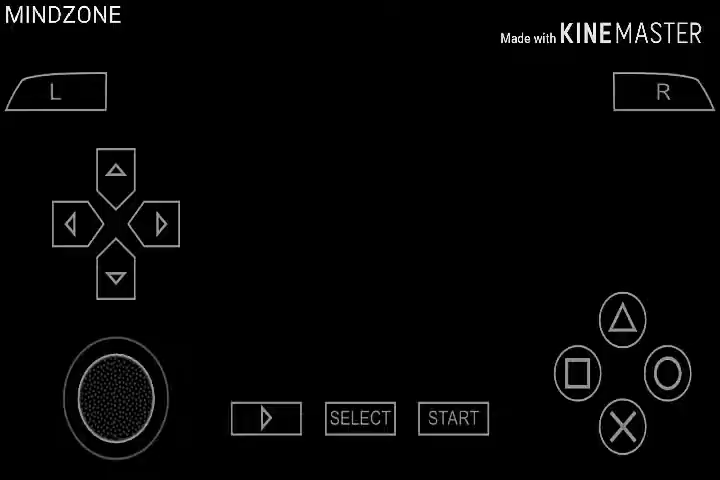 MINDZONE
Made with KINEMASTER
L
R
SELECT
START